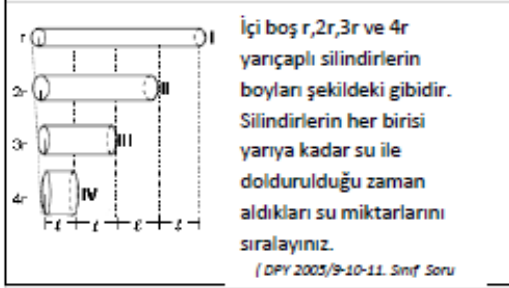 r I
2r II
3r III
4r IV
ℓ ℓ ℓ ℓ
İçi boş r,2r,3r ve 4r
yarıçaplı silindirlerin
boyları şekildeki gibidir.
Silindirlerin her birisi
yarıya kadar su ile
doldurulduğu zaman
aldıkları su miktarlarını
sıralayınız.
( DPY 2005/9-10-11. Sınıf Soru